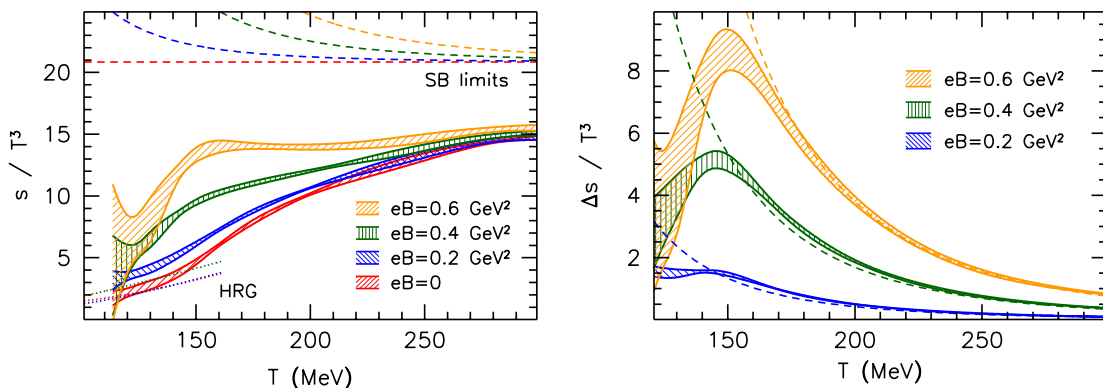 s / T³
20
15
10
5
SB limits
eB=0.6 GeV²
eB=0.4 GeV²
eB=0.2 GeV²
eB=0
HRG
150
200
250
T (MeV)
Δs / T³
8
6
4
2
eB=0.6 GeV²
eB=0.4 GeV²
eB=0.2 GeV²
150
200
250
T (MeV)